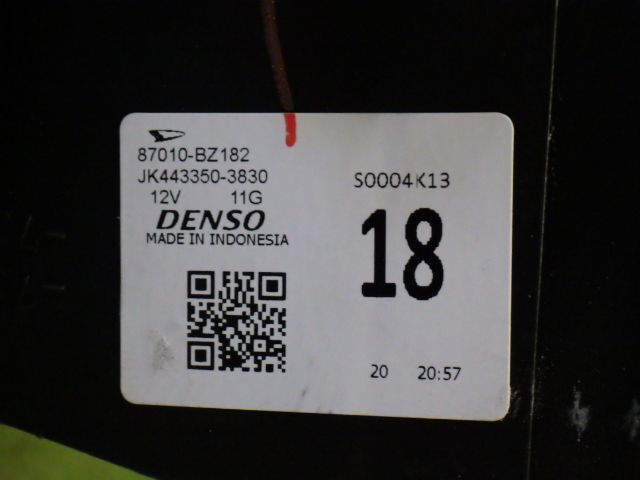 87010-BZ182
JK443350-3830
12V 11G
DENSO
MADE IN INDONESIA
S0004K13
18
20 20:57